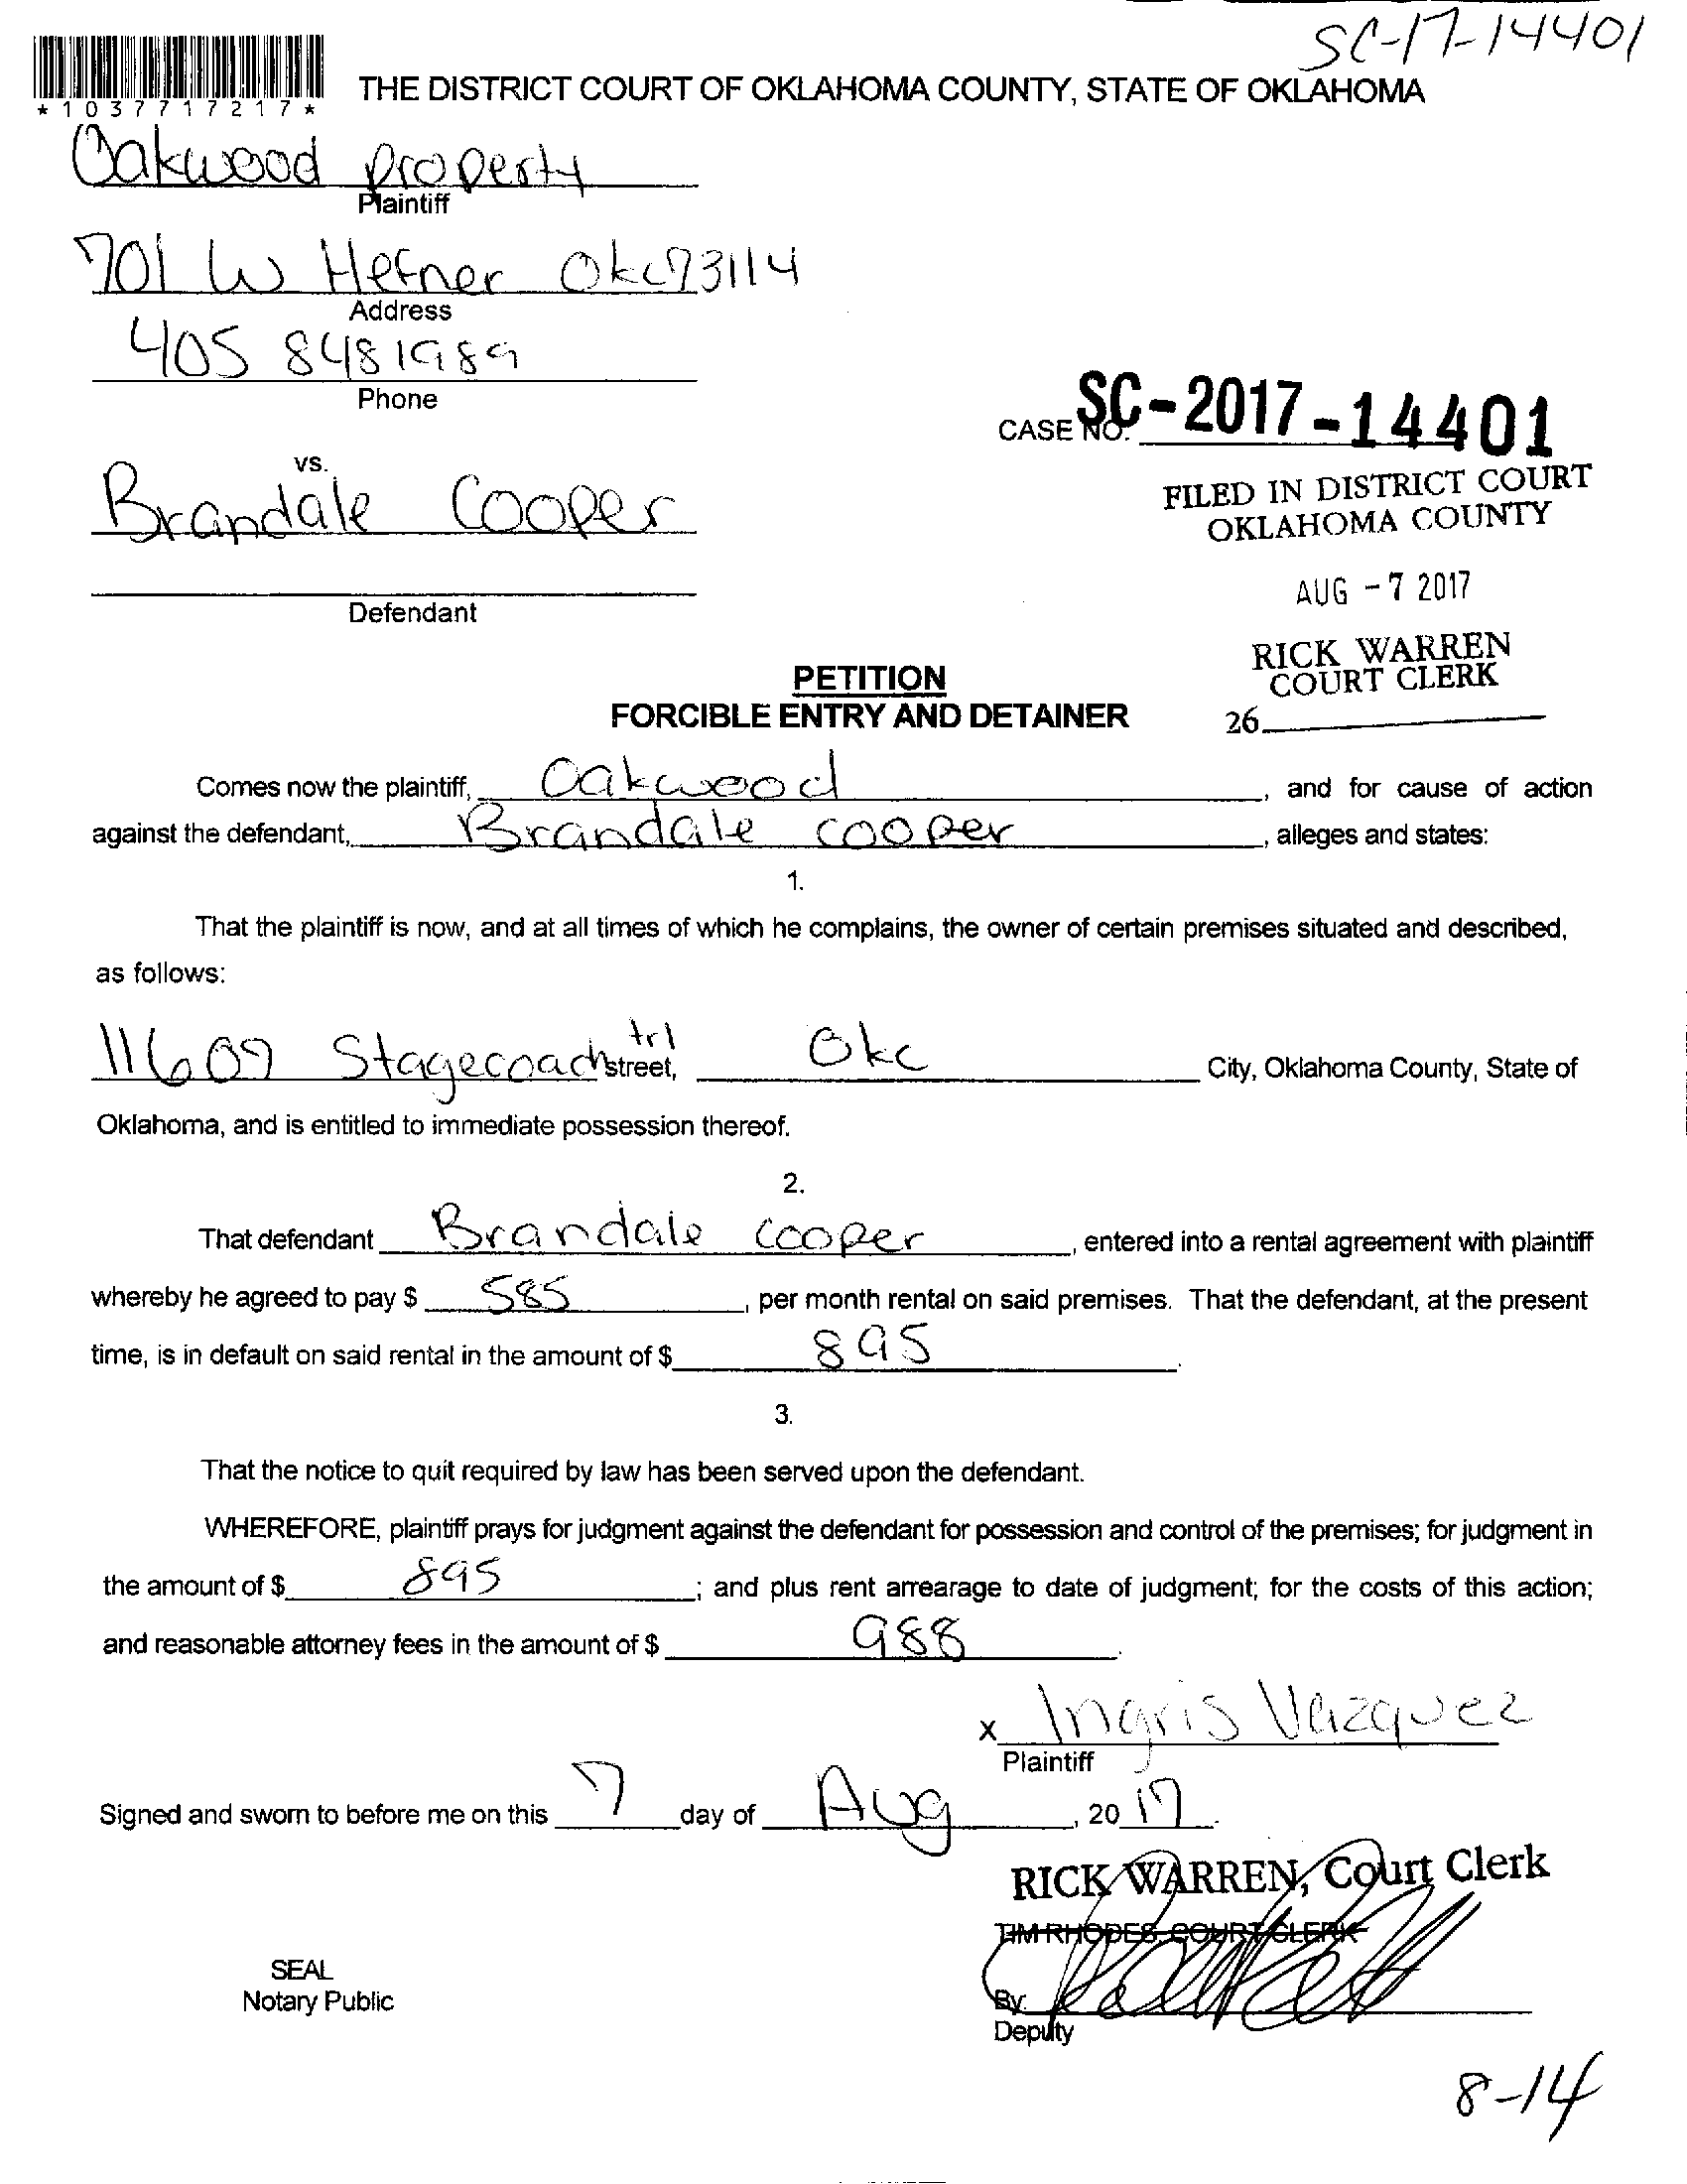 SC-17-14401
*1037717217*
THE DISTRICT COURT OF OKLAHOMA COUNTY, STATE OF OKLAHOMA
Oakwood property
Plaintiff
701 W Hefner Okc 73114
Address
405 8481989
Phone
CASE NO. SC-2017-14401
vs.
Brandale Cooper
FILED IN DISTRICT COURT
OKLAHOMA COUNTY
AUG -7 2017
Defendant
RICK WARREN
COURT CLERK
26
PETITION
FORCIBLE ENTRY AND DETAINER
Comes now the plaintiff, Oakwood, and for cause of action
against the defendant, Brandale cooper, alleges and states:
1.
That the plaintiff is now, and at all times of which he complains, the owner of certain premises situated and described,
as follows:
11609 Stagecoach trl street, Okc City, Oklahoma County, State of
Oklahoma, and is entitled to immediate possession thereof.
2.
That defendant Brandale cooper, entered into a rental agreement with plaintiff
whereby he agreed to pay $ 585, per month rental on said premises. That the defendant, at the present
time, is in default on said rental in the amount of $ 895.
3.
That the notice to quit required by law has been served upon the defendant.
WHEREFORE, plaintiff prays for judgment against the defendant for possession and control of the premises; for judgment in
the amount of $ 895; and plus rent arrearage to date of judgment; for the costs of this action;
and reasonable attorney fees in the amount of $ 988.
x Ingris Vazquez
Plaintiff
Signed and sworn to before me on this 7 day of Aug, 20 17.
RICK WARREN, Court Clerk
TIM RHODES, COURT CLERK
SEAL
Notary Public
By:
Deputy
8-14